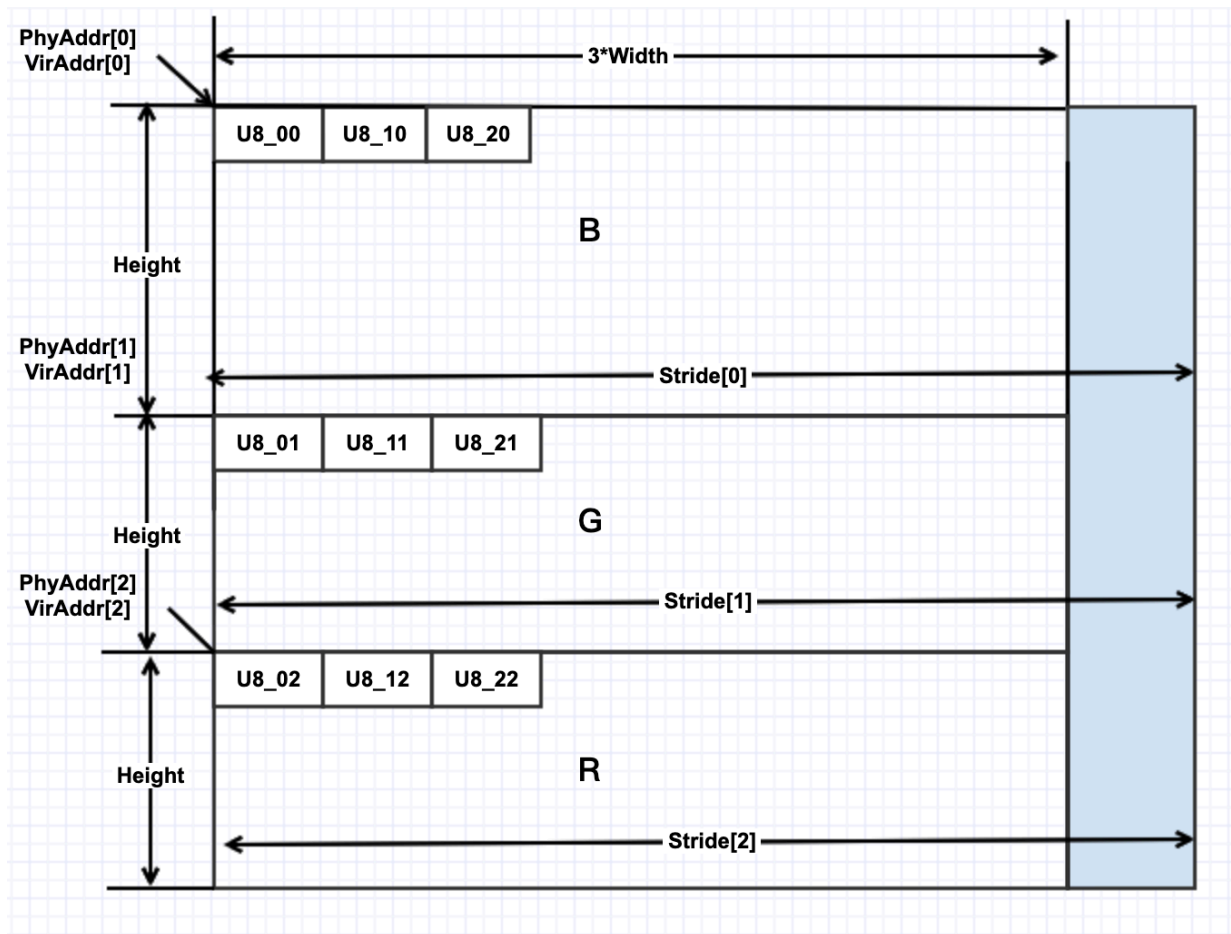 PhyAddr[0]
VirAddr[0]
3*Width
U8_00 U8_10 U8_20
B
Height
PhyAddr[1]
VirAddr[1]
Stride[0]
U8_01 U8_11 U8_21
G
Height
PhyAddr[2]
VirAddr[2]
Stride[1]
U8_02 U8_12 U8_22
R
Height
Stride[2]